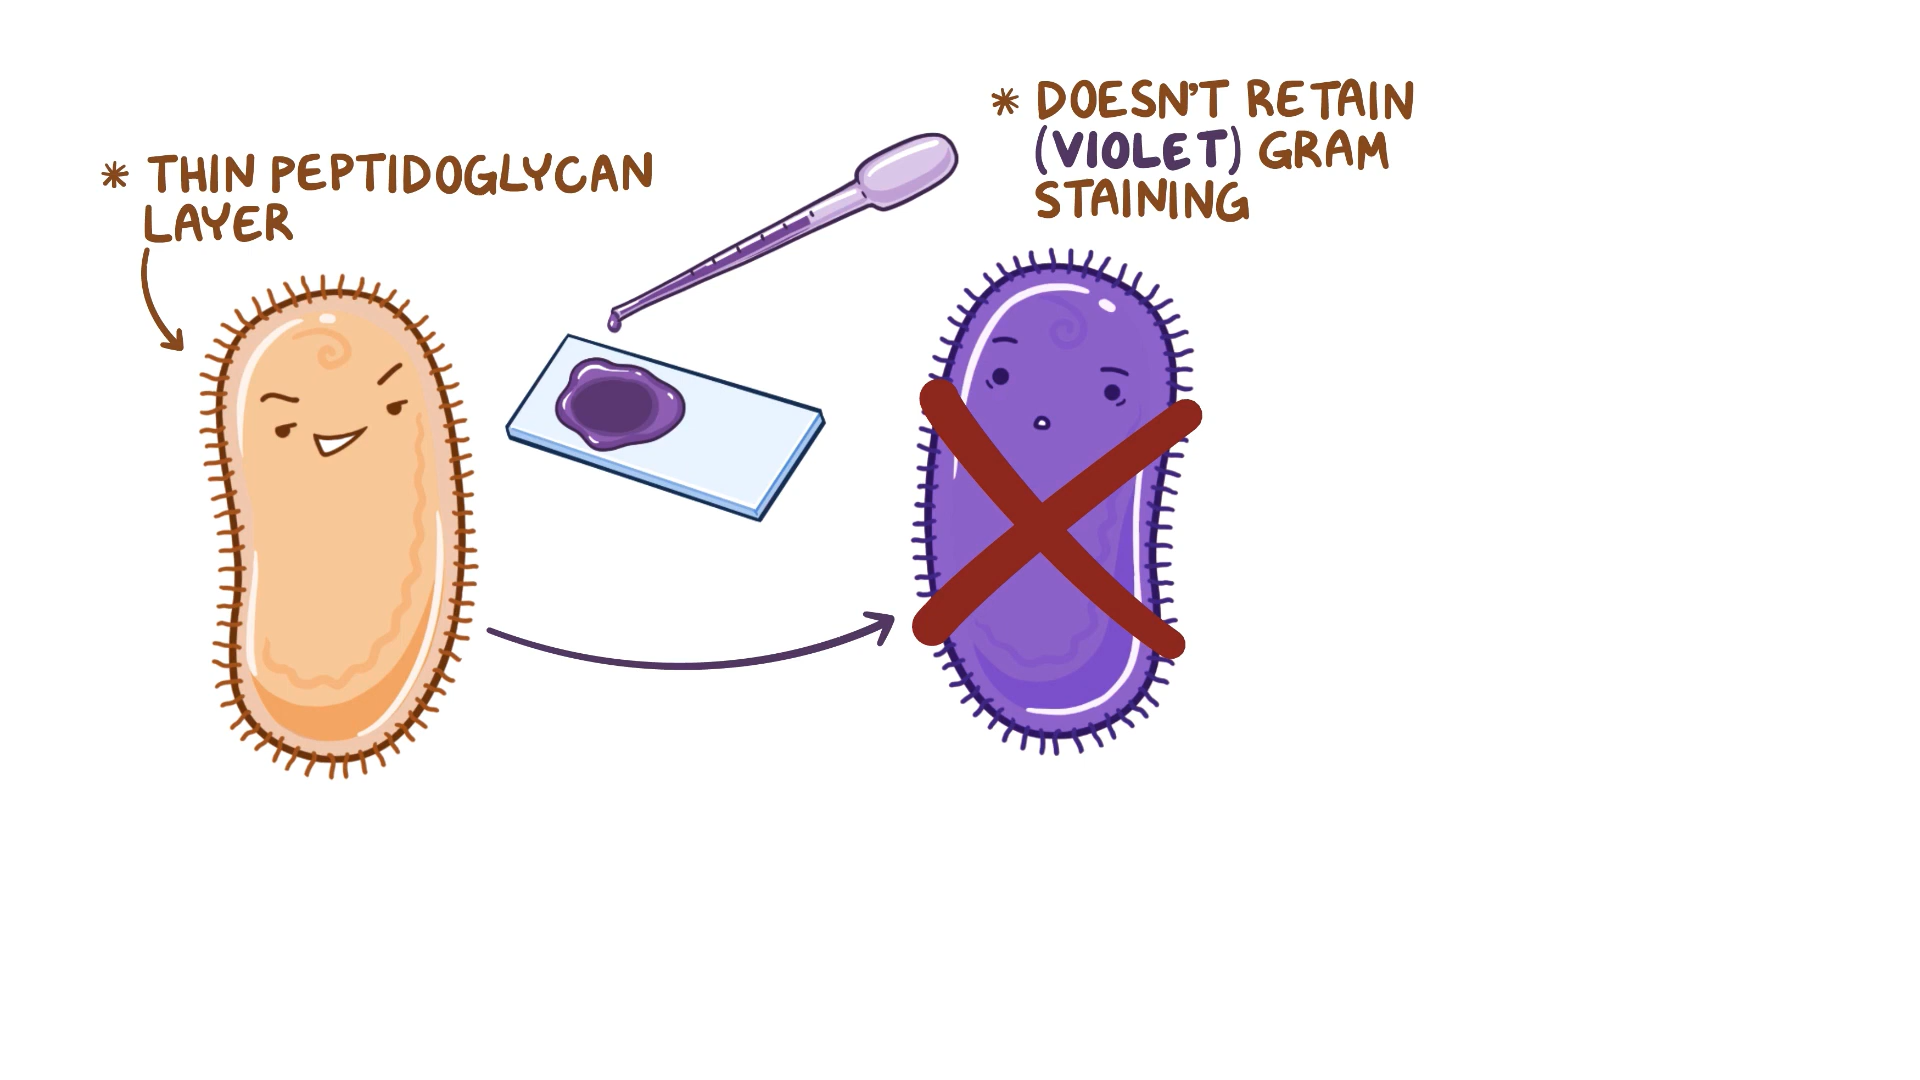 * THIN PEPTIDOGLYCAN
LAYER
* DOESN'T RETAIN
(VIOLET) GRAM
STAINING